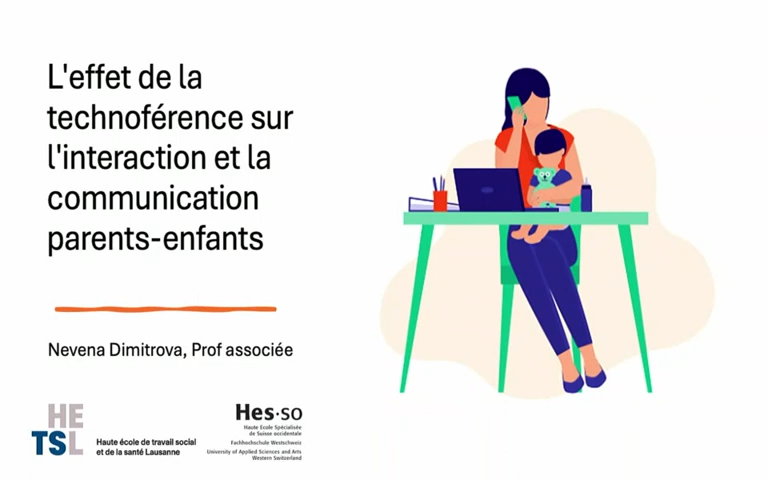 L'effet de la
technoférence sur
l'interaction et la
communication
parents-enfants
Nevena Dimitrova, Prof associée
HE
TSL
Haute école de travail social
et de la santé Lausanne
Hes·so
Haute Ecole Spécialisée
de Suisse occidentale
Fachhochschule Westschweiz
University of Applied Sciences and Arts
Western Switzerland